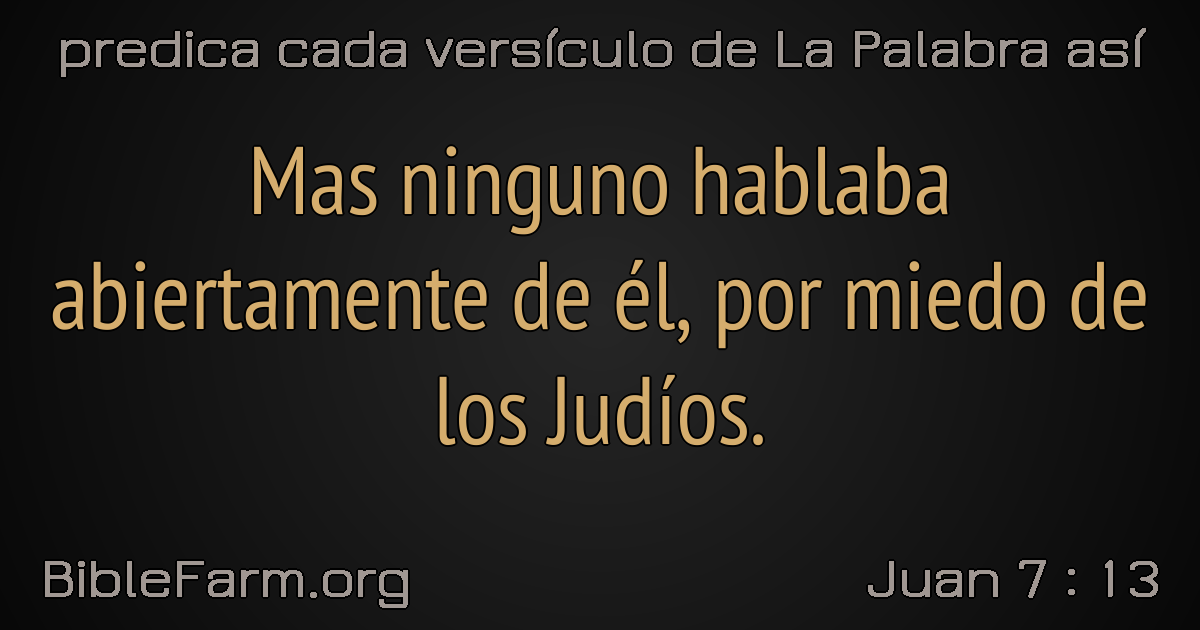 predica cada versículo de La Palabra así
Mas ninguno hablaba
abiertamente de él, por miedo de
los Judíos.
BibleFarm.org
Juan 7 : 13